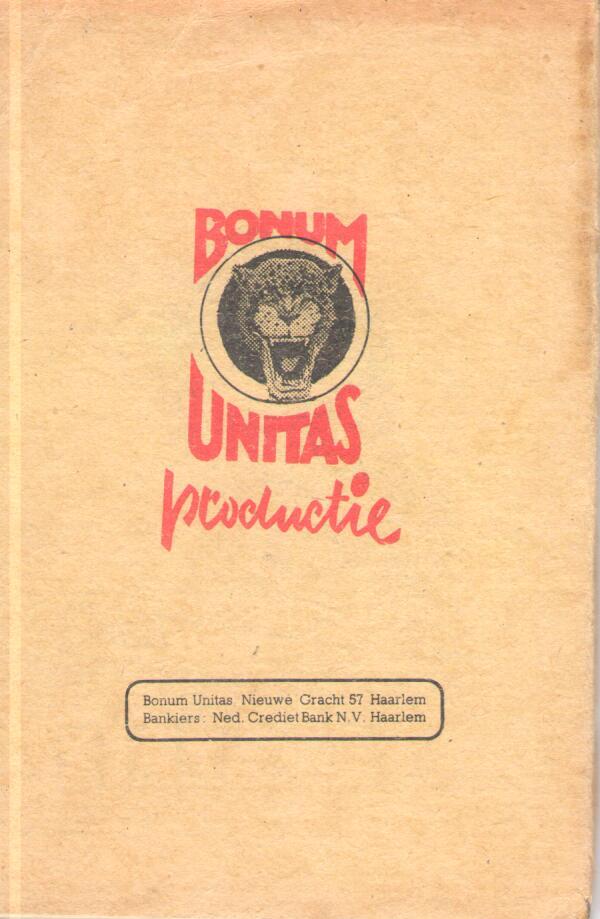 BONUM
UNITAS
productie
Bonum Unitas Nieuwe Gracht 57 Haarlem
Bankiers: Ned. Crediet Bank N.V. Haarlem